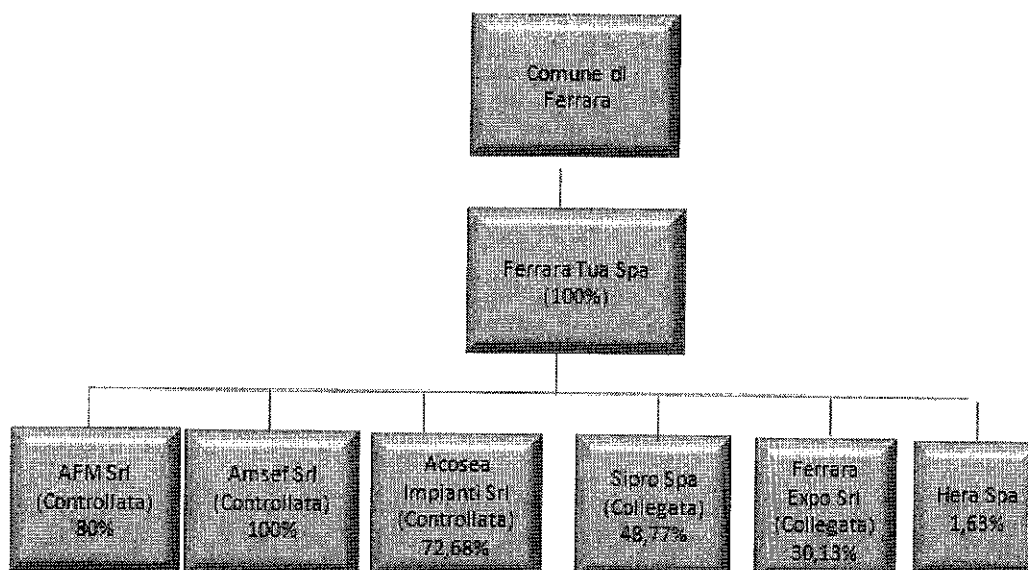 Comune di
Ferrara
Ferrara Tua Spa
(100%)
AFM Srl
(Controllata)
80%
Amsef Srl
(Controllata)
100%
Acosea
Impianti Srl
(Controllata)
72,68%
Sipro Spa
(Collegata)
48,77%
Ferrara
Expo Srl
(Collegata)
30,13%
Hera Spa
1,63%